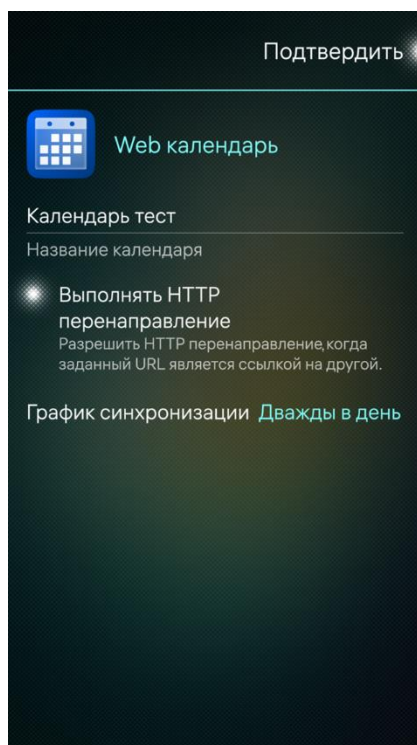 Подтвердить
Web календарь
Календарь тест
Название календаря
Выполнять HTTP
перенаправление
Разрешить HTTP перенаправление, когда
заданный URL является ссылкой на другой.
График синхронизации Дважды в день